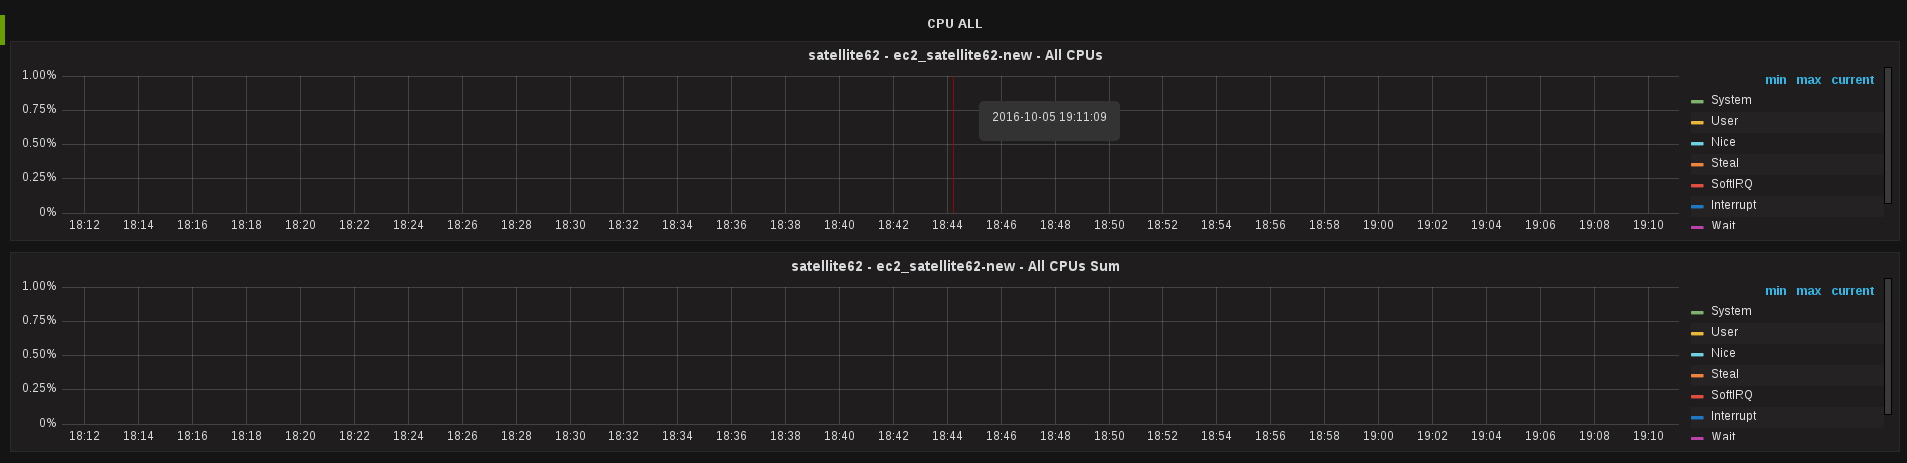 CPU ALL
satellite62 - ec2_satellite62-new - All CPUs
min max current
1.00%
0.75%
0.50%
0.25%
0%
2016-10-05 19:11:09
System
User
Nice
Steal
SoftIRQ
Interrupt
Wait
18:12 18:14 18:16 18:18 18:20 18:22 18:24 18:26 18:28 18:30 18:32 18:34 18:36 18:38 18:40 18:42 18:44 18:46 18:48 18:50 18:52 18:54 18:56 18:58 19:00 19:02 19:04 19:06 19:08 19:10
satellite62 - ec2_satellite62-new - All CPUs Sum
min max current
1.00%
0.75%
0.50%
0.25%
0%
System
User
Nice
Steal
SoftIRQ
Interrupt
Wait
18:12 18:14 18:16 18:18 18:20 18:22 18:24 18:26 18:28 18:30 18:32 18:34 18:36 18:38 18:40 18:42 18:44 18:46 18:48 18:50 18:52 18:54 18:56 18:58 19:00 19:02 19:04 19:06 19:08 19:10